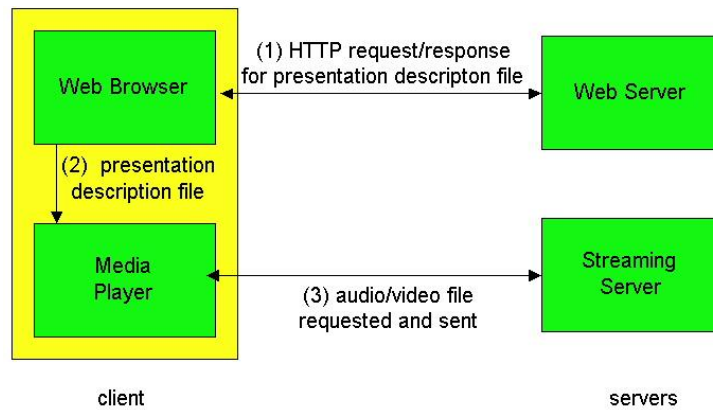 (1) HTTP request/response
for presentation descripton file
Web Browser
Web Server
(2) presentation
description file
Media
Player
Streaming
Server
(3) audio/video file
requested and sent
client
servers